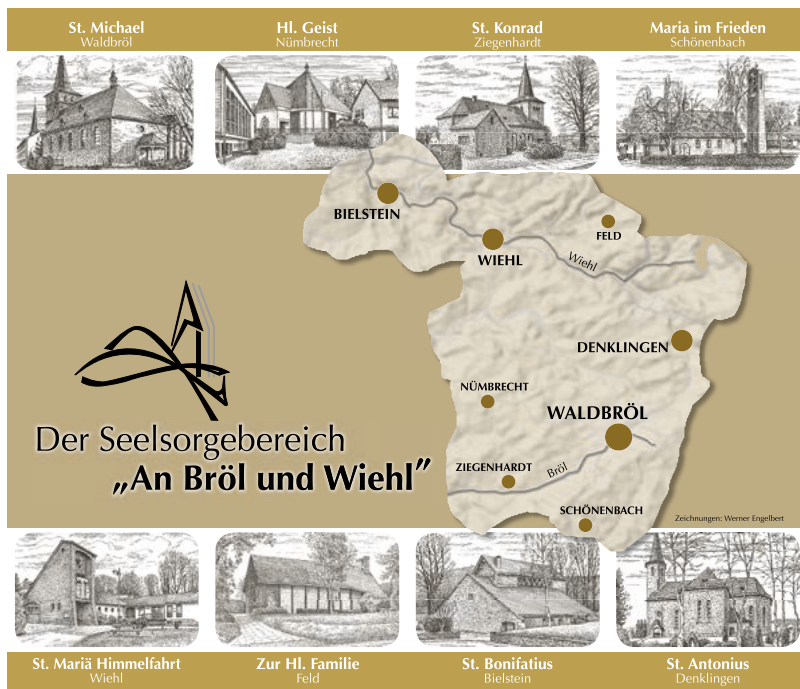 St. Michael
Waldbröl
Hl. Geist
Nümbrecht
St. Konrad
Ziegenhardt
Maria im Frieden
Schönenbach
BIELSTEIN
WIEHL
FELD
Wiehl
DENKLINGEN
NÜMBRECHT
WALDBRÖL
ZIEGENHARDT
Bröl
SCHÖNENBACH
Der Seelsorgebereich
„An Bröl und Wiehl”
Zeichnungen: Werner Engelbert
St. Mariä Himmelfahrt
Wiehl
Zur Hl. Familie
Feld
St. Bonifatius
Bielstein
St. Antonius
Denklingen